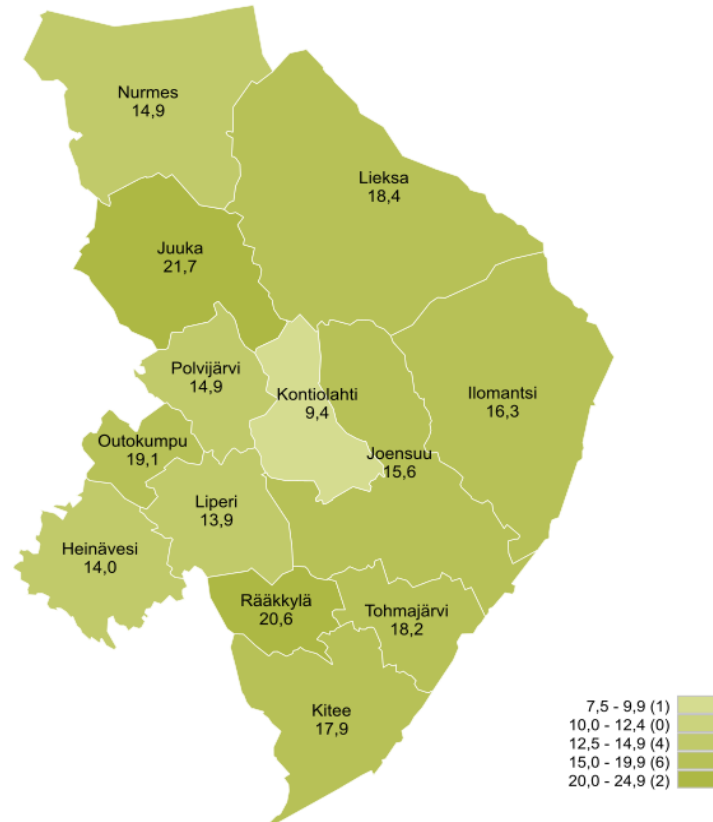 Nurmes
14,9
Lieksa
18,4
Juuka
21,7
Polvijärvi
14,9
Kontiolahti
9,4
Ilomantsi
16,3
Outokumpu
19,1
Joensuu
15,6
Liperi
13,9
Heinävesi
14,0
Rääkkylä
20,6
Tohmajärvi
18,2
Kitee
17,9
7,5 - 9,9 (1)
10,0 - 12,4 (0)
12,5 - 14,9 (4)
15,0 - 19,9 (6)
20,0 - 24,9 (2)